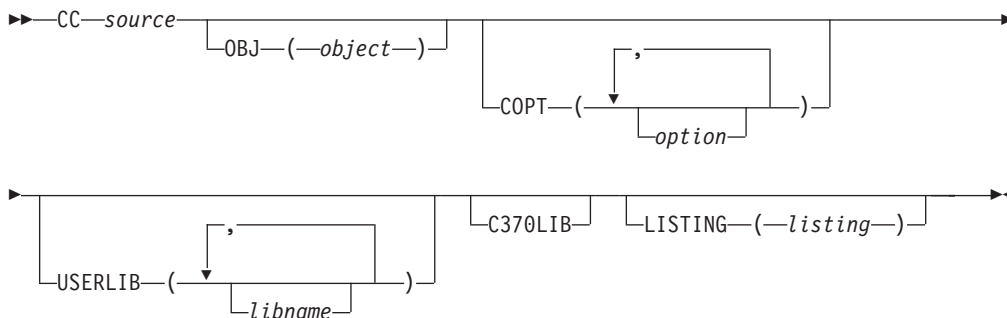 CC source
OBJ ( object )
,
COPT ( option )
,
USERLIB ( libname )
C370LIB
LISTING ( listing )